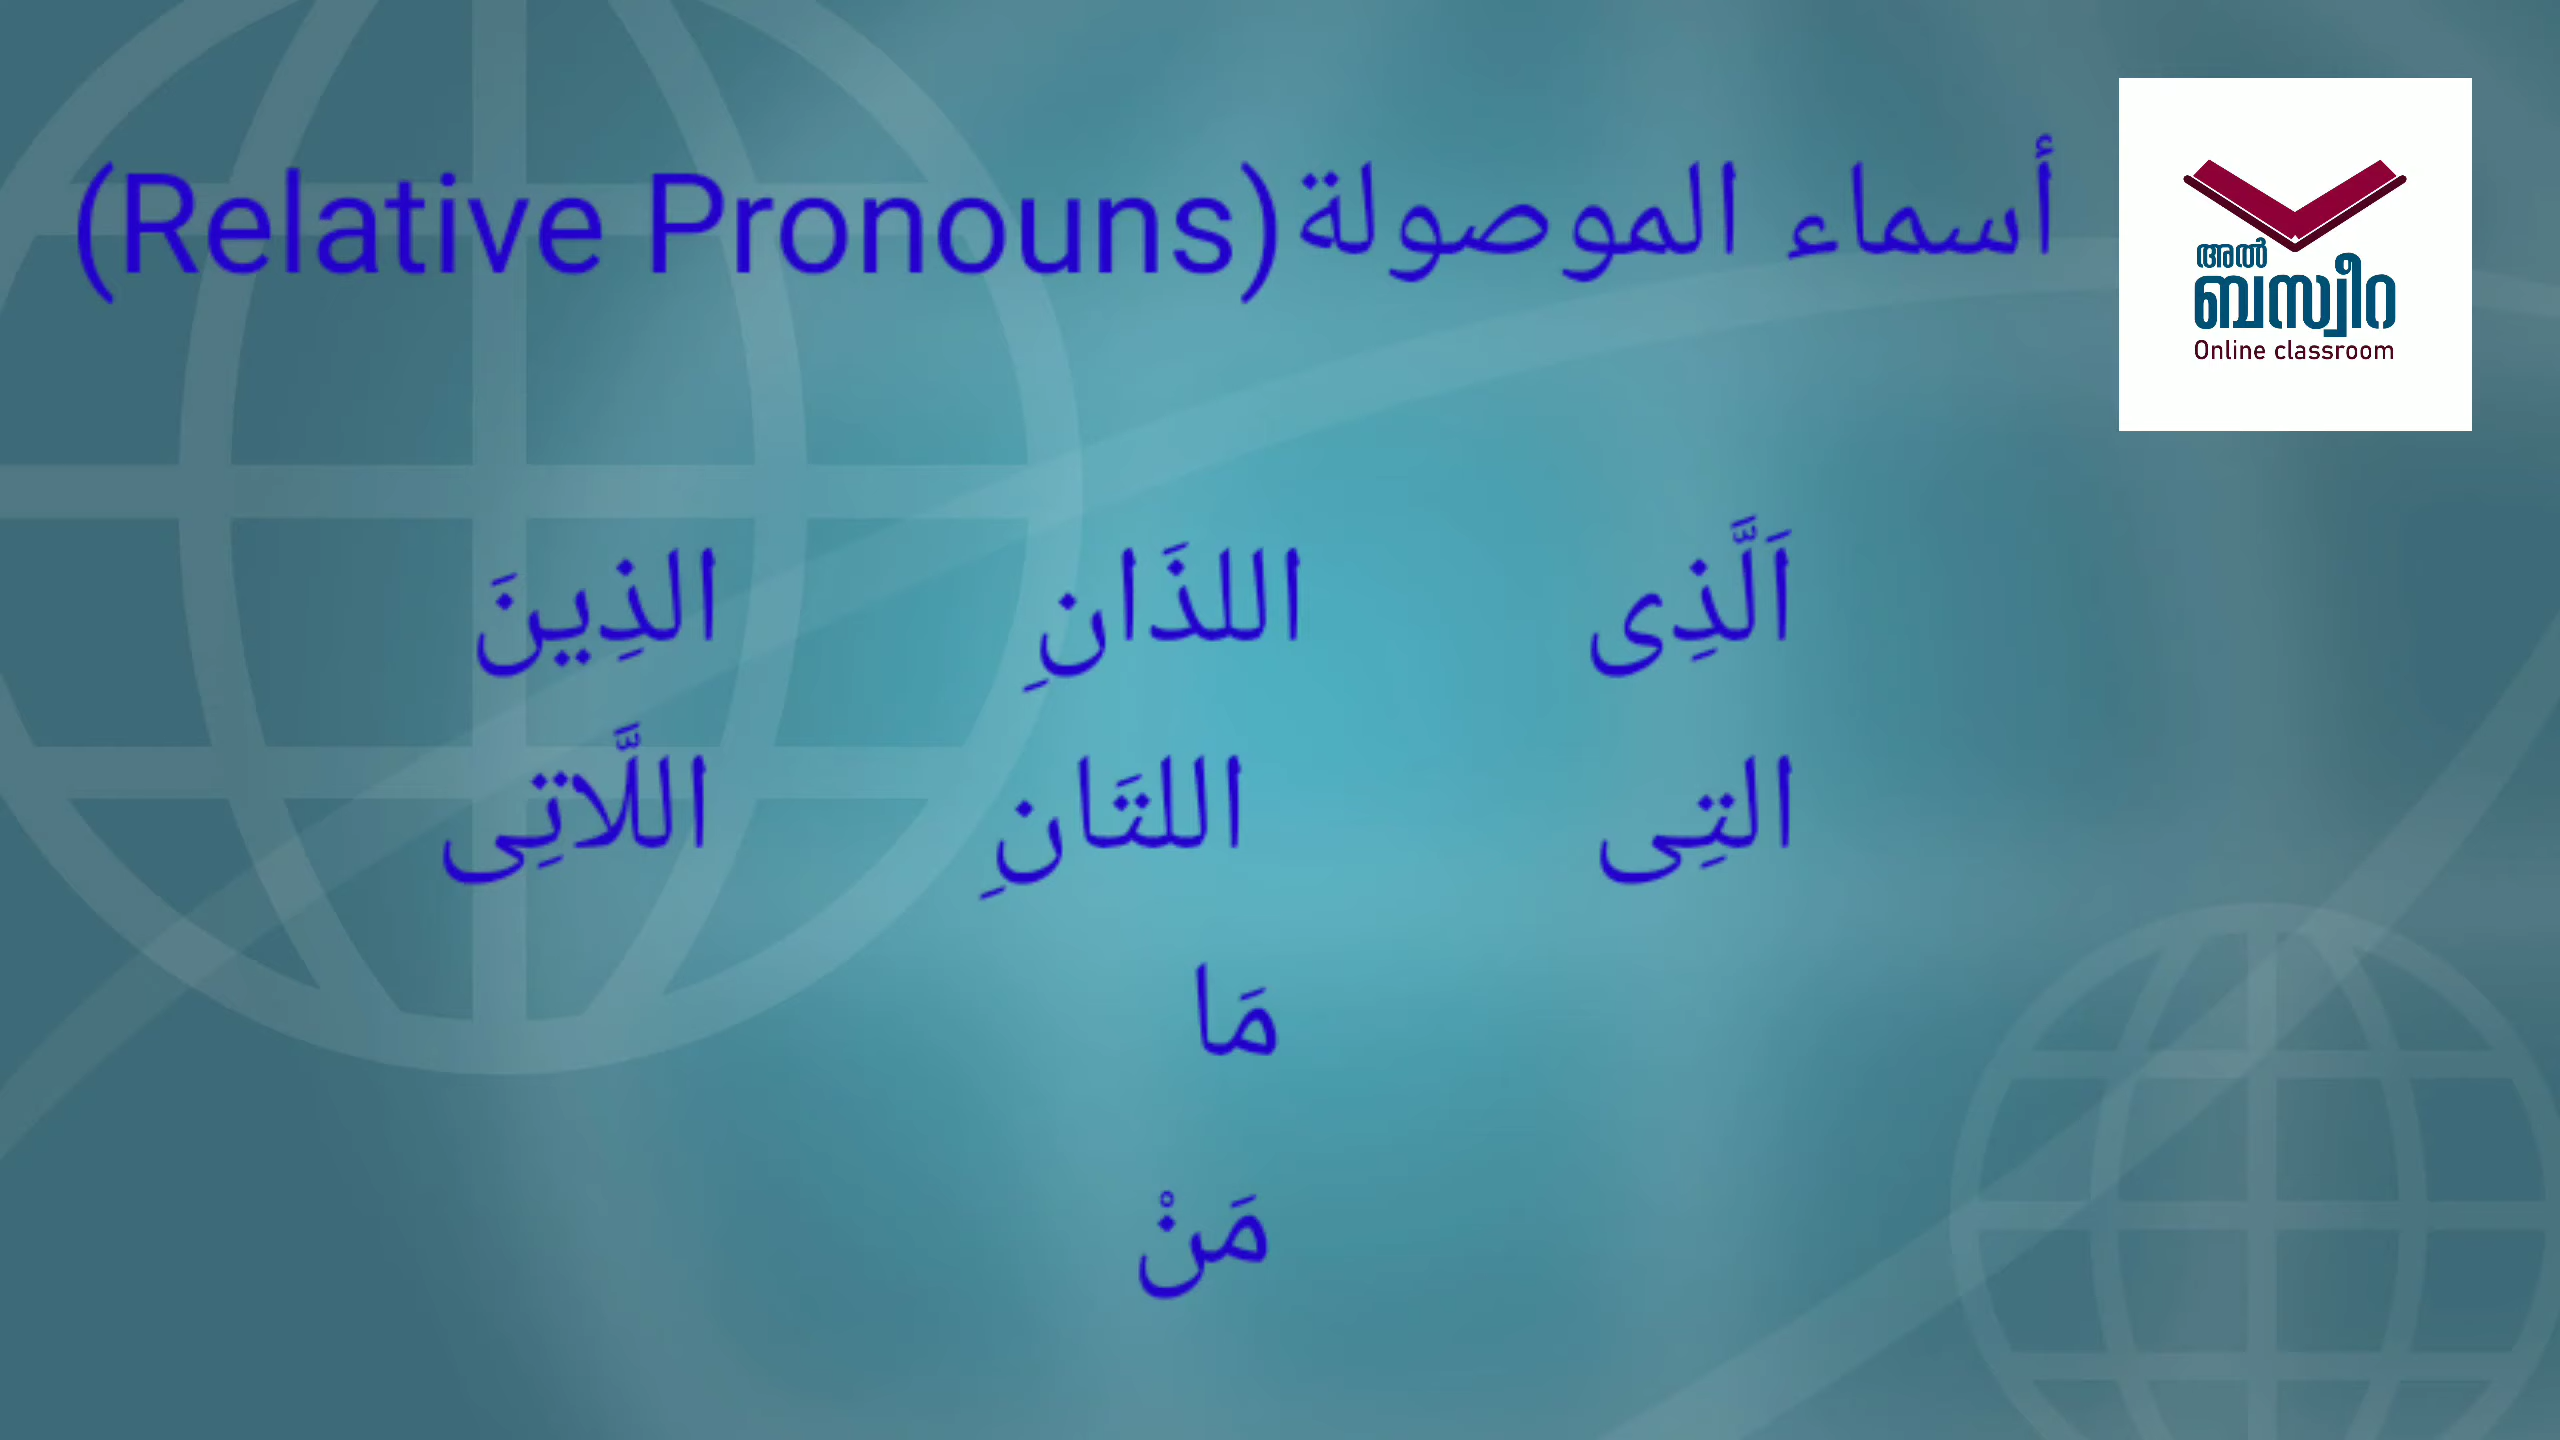 أسماء الموصولة(Relative Pronouns)
اَلَّذِى اللذَانِ الذِينَ
التِى اللتَانِ اللَّاتِى
مَا
مَنْ
അൽ
ബസ്വീറ
Online classroom